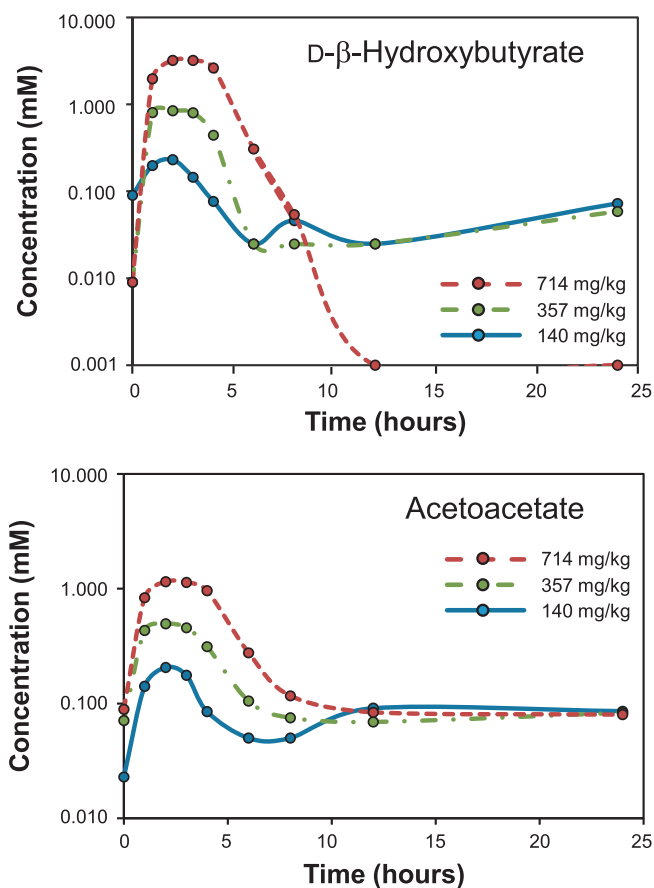 D-β-Hydroxybutyrate
Concentration (mM)
10.000
1.000
0.100
0.010
0.001
714 mg/kg
357 mg/kg
140 mg/kg
0
5
10
15
20
25
Time (hours)
Acetoacetate
Concentration (mM)
10.000
1.000
0.100
0.010
714 mg/kg
357 mg/kg
140 mg/kg
0
5
10
15
20
25
Time (hours)